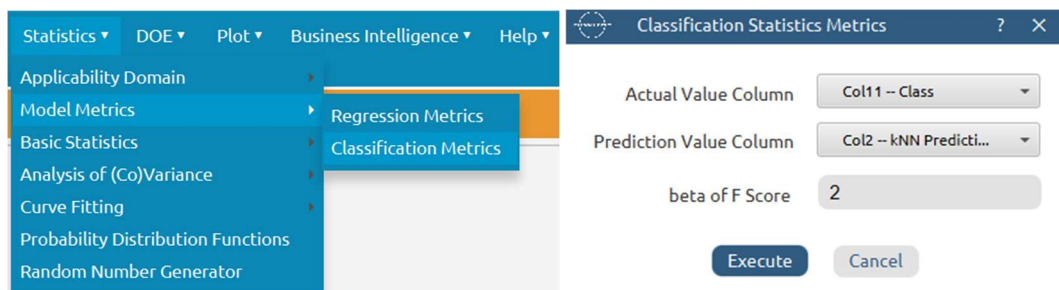 Statistics ▾ DOE ▾ Plot ▾ Business Intelligence ▾ Help ▾
Applicability Domain
Model Metrics
Basic Statistics
Analysis of (Co)Variance
Curve Fitting
Probability Distribution Functions
Random Number Generator
Regression Metrics
Classification Metrics
Classification Statistics Metrics ? ✕
Actual Value Column Col11 -- Class
Prediction Value Column Col2 -- kNN Predicti...
beta of F Score 2
Execute Cancel